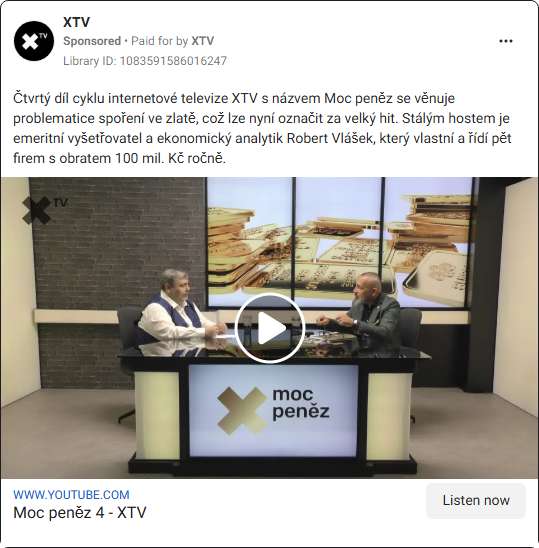 XTV
Sponsored • Paid for by XTV
Library ID: 1083591586016247
Čtvrtý díl cyklu internetové televize XTV s názvem Moc peněz se věnuje
problematice spoření ve zlatě, což lze nyní označit za velký hit. Stálým hostem je
emeritní vyšetřovatel a ekonomický analytik Robert Vlášek, který vlastní a řídí pět
firem s obratem 100 mil. Kč ročně.
XTV
moc
peněz
WWW.YOUTUBE.COM
Moc peněz 4 - XTV
Listen now